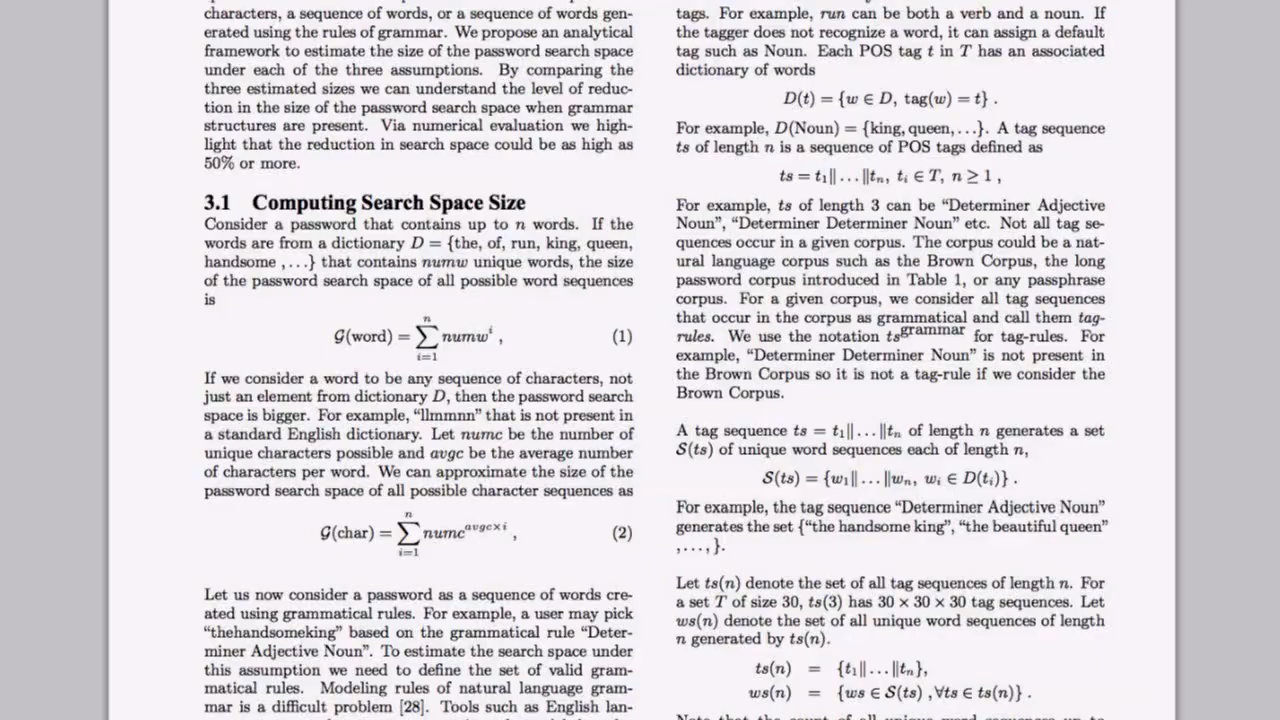 characters, a sequence of words, or a sequence of words gen-
erated using the rules of grammar. We propose an analytical
framework to estimate the size of the password search space
under each of the three assumptions. By comparing the
three estimated sizes we can understand the level of reduc-
tion in the size of the password search space when grammar
structures are present. Via numerical evaluation we high-
light that the reduction in search space could be as high as
50% or more.
3.1 Computing Search Space Size
Consider a password that contains up to n words. If the
words are from a dictionary D = {the, of, run, king, queen,
handsome ,...} that contains numw unique words, the size
of the password search space of all possible word sequences
is
𝒢(word) = ∑_{i=1}^{n} numw^i , (1)
If we consider a word to be any sequence of characters, not
just an element from dictionary D, then the password search
space is bigger. For example, “llmmnn” that is not present in
a standard English dictionary. Let numc be the number of
unique characters possible and avgc be the average number
of characters per word. We can approximate the size of the
password search space of all possible character sequences as
𝒢(char) = ∑_{i=1}^{n} numc^{avgc×i} , (2)
Let us now consider a password as a sequence of words cre-
ated using grammatical rules. For example, a user may pick
“thehandsomeking” based on the grammatical rule “Deter-
miner Adjective Noun”. To estimate the search space under
this assumption we need to define the set of valid gram-
matical rules. Modeling rules of natural language gram-
mar is a difficult problem [28]. Tools such as English lan-
tags. For example, run can be both a verb and a noun. If
the tagger does not recognize a word, it can assign a default
tag such as Noun. Each POS tag t in T has an associated
dictionary of words
D(t) = {w ∈ D, tag(w) = t} .
For example, D(Noun) = {king, queen, ...}. A tag sequence
ts of length n is a sequence of POS tags defined as
ts = t₁‖...‖tₙ, tᵢ ∈ T, n ≥ 1 ,
For example, ts of length 3 can be “Determiner Adjective
Noun”, “Determiner Determiner Noun” etc. Not all tag se-
quences occur in a given corpus. The corpus could be a nat-
ural language corpus such as the Brown Corpus, the long
password corpus introduced in Table 1, or any passphrase
corpus. For a given corpus, we consider all tag sequences
that occur in the corpus as grammatical and call them tag-
rules. We use the notation ts^grammar for tag-rules. For
example, “Determiner Determiner Noun” is not present in
the Brown Corpus so it is not a tag-rule if we consider the
Brown Corpus.
A tag sequence ts = t₁‖...‖tₙ of length n generates a set
𝒮(ts) of unique word sequences each of length n,
𝒮(ts) = {w₁‖...‖wₙ, wᵢ ∈ D(tᵢ)} .
For example, the tag sequence “Determiner Adjective Noun”
generates the set {“the handsome king”, “the beautiful queen”
,...,}.
Let ts(n) denote the set of all tag sequences of length n. For
a set T of size 30, ts(3) has 30 × 30 × 30 tag sequences. Let
ws(n) denote the set of all unique word sequences of length
n generated by ts(n).
ts(n) = {t₁‖...‖tₙ},
ws(n) = {ws ∈ 𝒮(ts) ,∀ts ∈ ts(n)} .